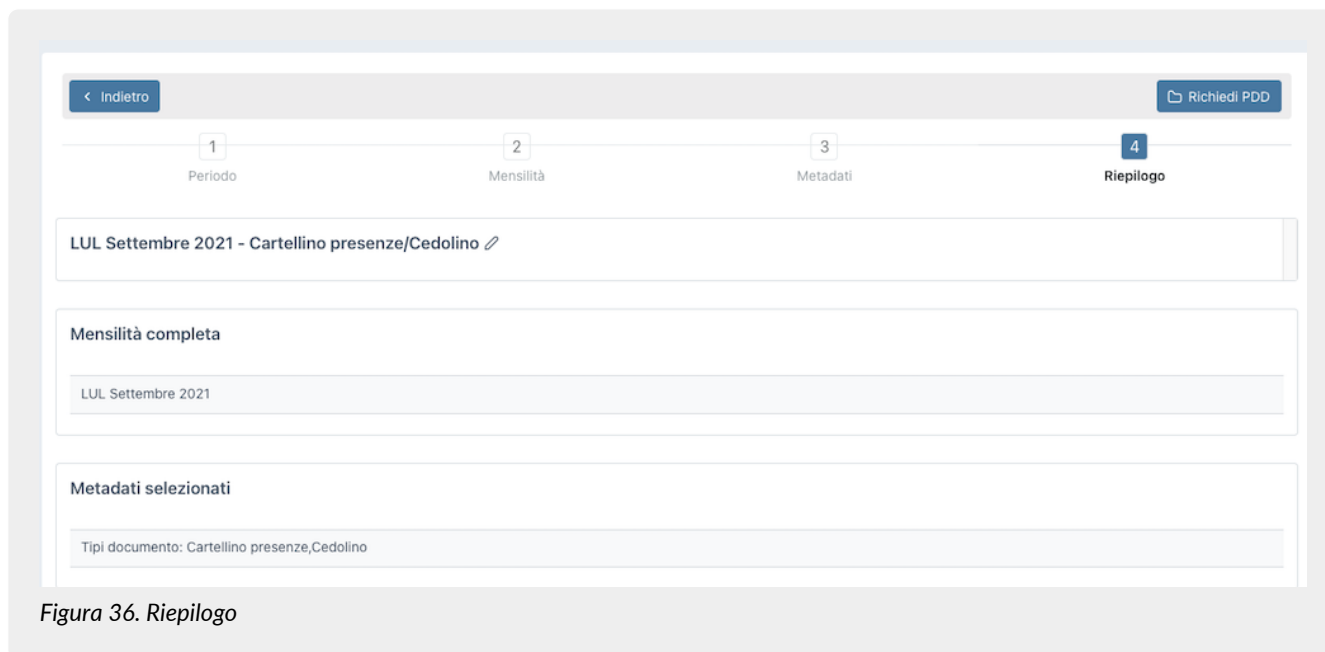 Indietro
Richiedi PDD
1
2
3
4
Periodo
Mensilità
Metadati
Riepilogo
LUL Settembre 2021 - Cartellino presenze/Cedolino
Mensilità completa
LUL Settembre 2021
Metadati selezionati
Tipi documento: Cartellino presenze,Cedolino
Figura 36. Riepilogo